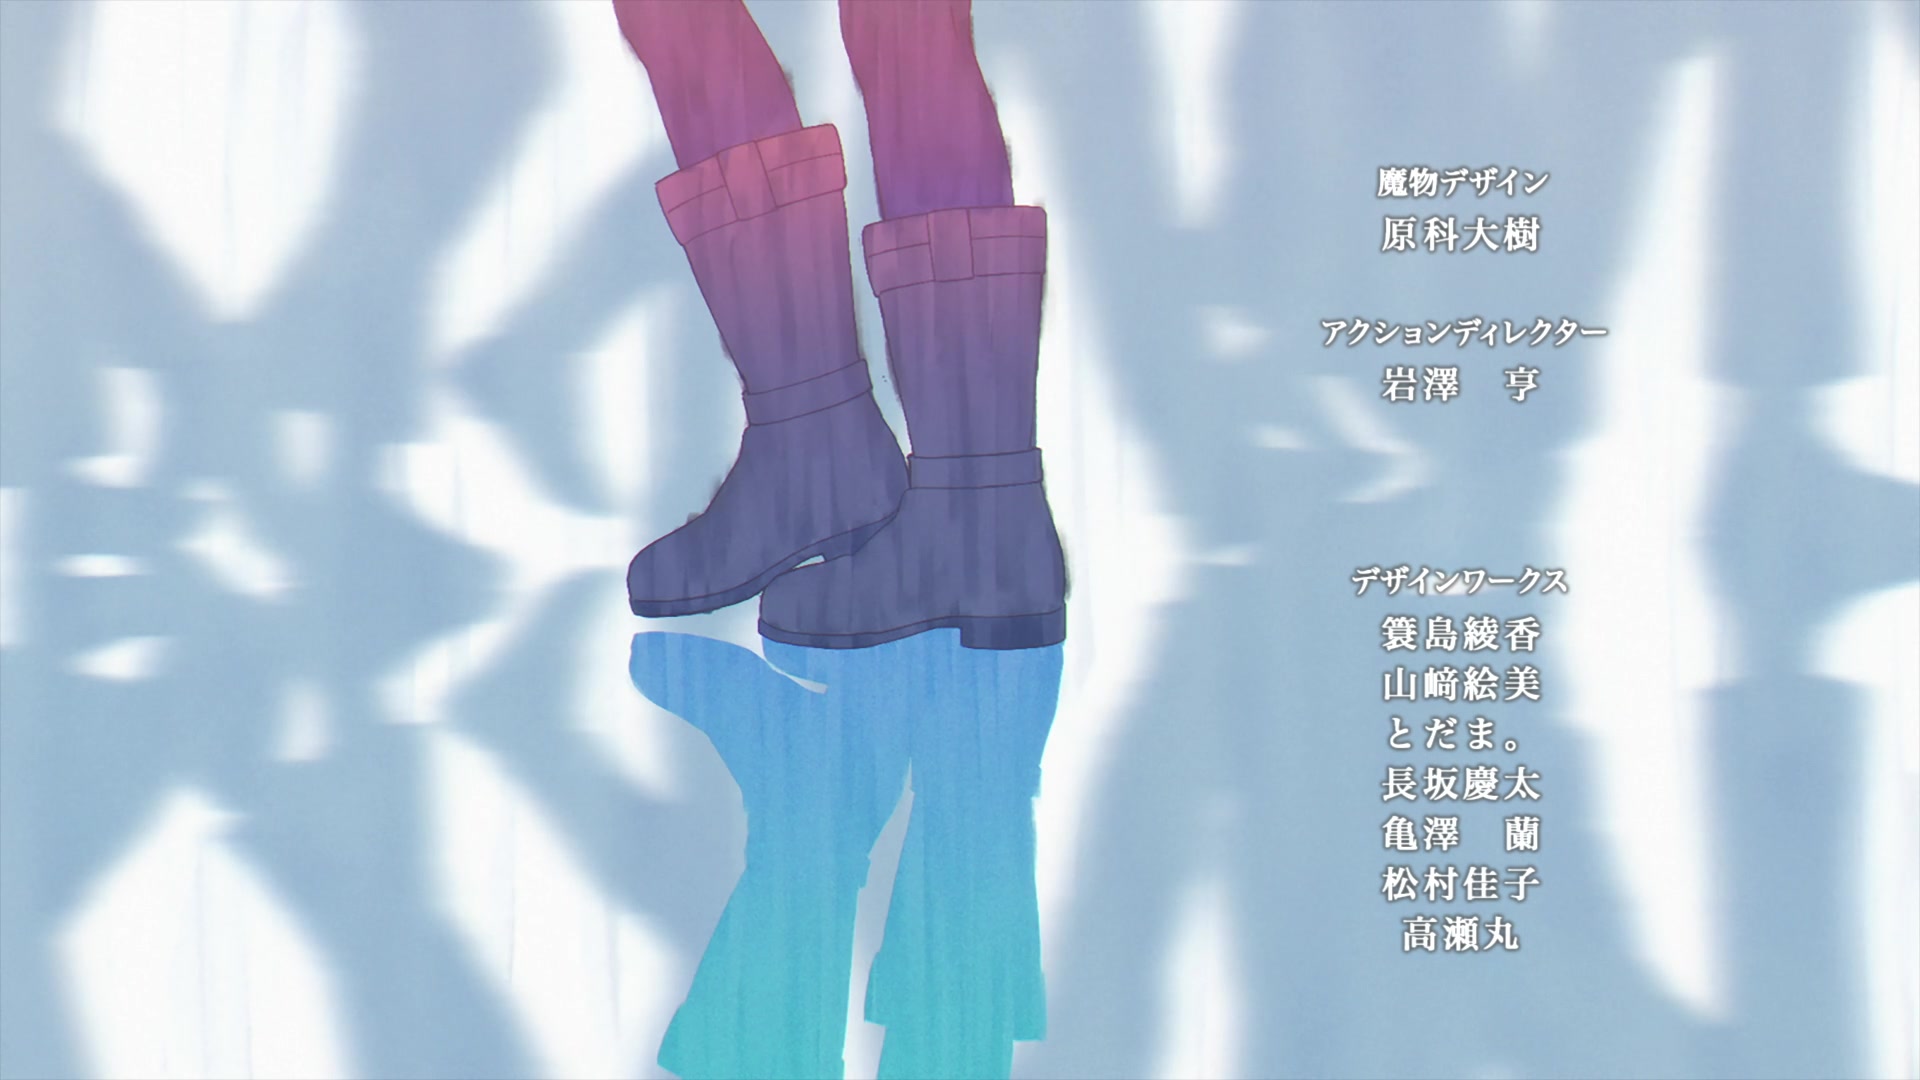 魔物デザイン
原科大樹
アクションディレクター
岩澤　亨
デザインワークス
簑島綾香
山﨑絵美
とだま。
長坂慶太
亀澤　蘭
松村佳子
高瀬丸